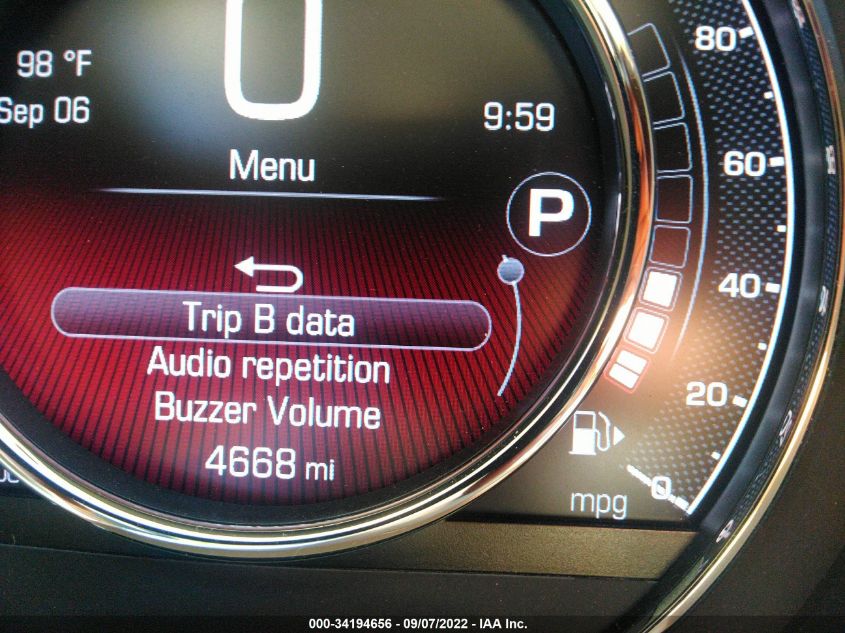 0
98 °F
Sep 06
9:59
Menu
P
Trip B data
Audio repetition
Buzzer Volume
4668 mi
80
60
40
20
0
mpg
000-34194656 - 09/07/2022 - IAA Inc.